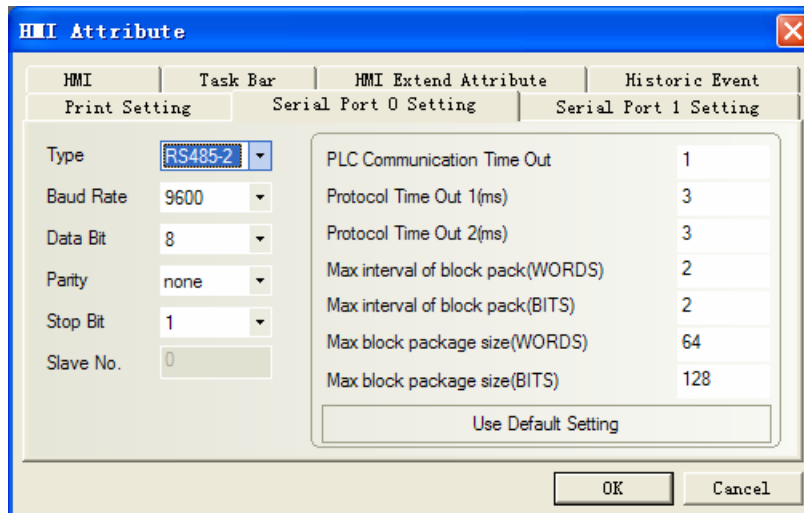 HMI Attribute
HMI
Task Bar
HMI Extend Attribute
Historic Event
Print Setting
Serial Port 0 Setting
Serial Port 1 Setting
Type
RS485-2
Baud Rate
9600
Data Bit
8
Parity
none
Stop Bit
1
Slave No.
0
PLC Communication Time Out
1
Protocol Time Out 1(ms)
3
Protocol Time Out 2(ms)
3
Max interval of block pack(WORDS)
2
Max interval of block pack(BITS)
2
Max block package size(WORDS)
64
Max block package size(BITS)
128
Use Default Setting
OK
Cancel